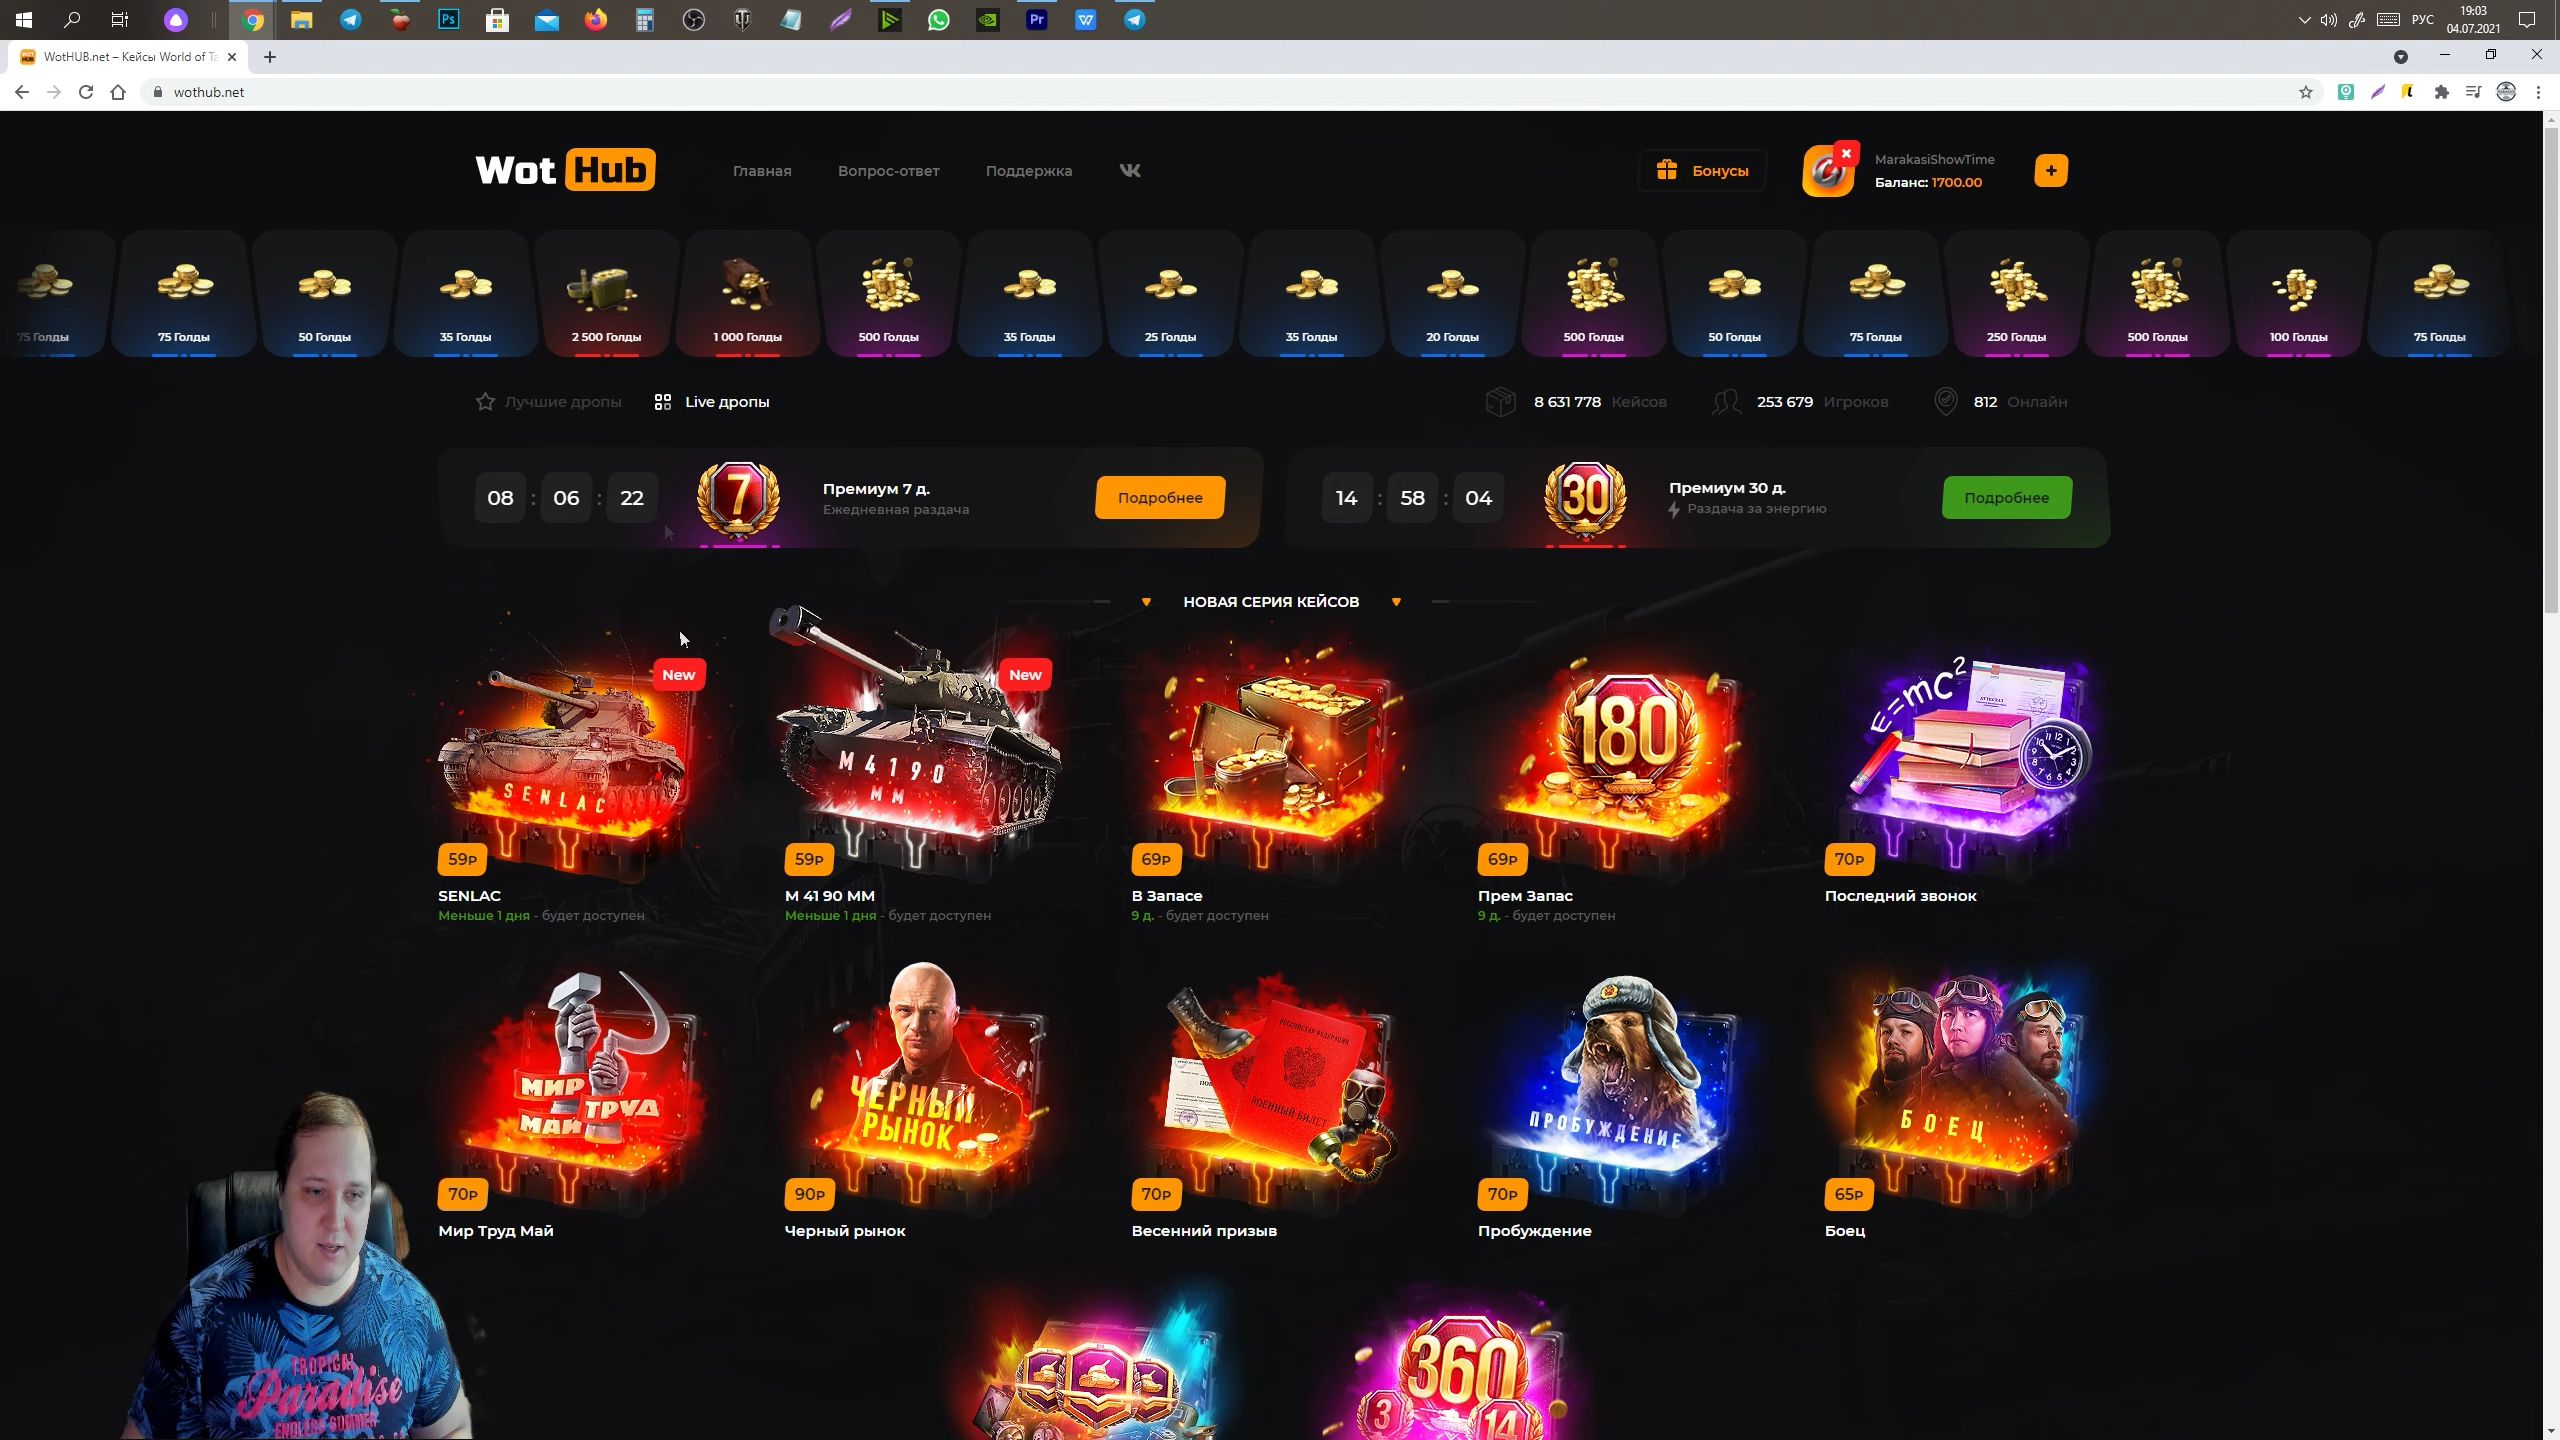 РУС
19:03
04.07.2021
WotHUB.net – Кейсы World of Ta
wothub.net
Wot Hub
Главная
Вопрос-ответ
Поддержка
Бонусы
MarakasiShowTime
Баланс: 1700.00
75 Голды
75 Голды
50 Голды
35 Голды
2 500 Голды
1 000 Голды
500 Голды
35 Голды
25 Голды
35 Голды
20 Голды
500 Голды
50 Голды
75 Голды
250 Голды
500 Голды
100 Голды
75 Голды
Лучшие дропы
Live дропы
8 631 778 Кейсов
253 679 Игроков
812 Онлайн
08 : 06 : 22
7
Премиум 7 д.
Ежедневная раздача
Подробнее
14 : 58 : 04
30
Премиум 30 д.
Раздача за энергию
Подробнее
НОВАЯ СЕРИЯ КЕЙСОВ
New
SENLAC
59Р
SENLAC
Меньше 1 дня - будет доступен
New
M 41 90
MM
59Р
M 41 90 MM
Меньше 1 дня - будет доступен
69Р
В Запасе
9 д. - будет доступен
180
69Р
Прем Запас
9 д. - будет доступен
E=mc²
АТТЕСТАТ
70Р
Последний звонок
МИР
ТРУД
МАЙ
70Р
Мир Труд Май
ЧЕРНЫЙ
РЫНОК
90Р
Черный рынок
РОССИЙСКАЯ ФЕДЕРАЦИЯ
ВОЕННЫЙ БИЛЕТ
70Р
Весенний призыв
ПРОБУЖДЕНИЕ
70Р
Пробуждение
БОЕЦ
65Р
Боец
360
3
14
TROPICAL
Paradise
ENDLESS SUMMER